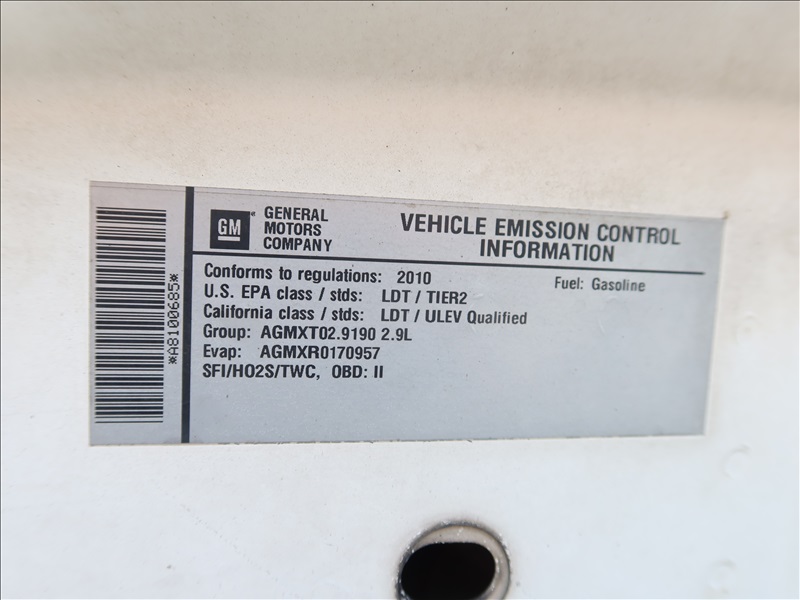 GM
GENERAL
MOTORS
COMPANY
VEHICLE EMISSION CONTROL
INFORMATION
Conforms to regulations: 2010
Fuel: Gasoline
U.S. EPA class / stds: LDT / TIER2
California class / stds: LDT / ULEV Qualified
Group: AGMXT02.9190 2.9L
Evap: AGMXR0170957
SFI/HO2S/TWC, OBD: II
*A8100685*